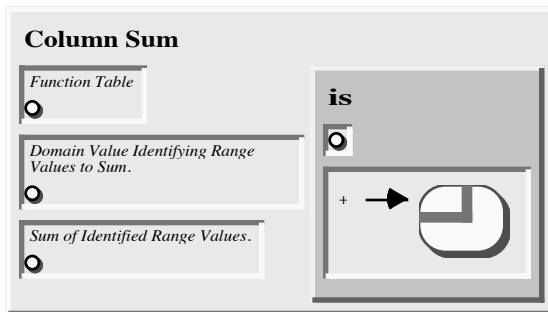 Column Sum
Function Table
Domain Value Identifying Range
Values to Sum.
Sum of Identified Range Values.
is
+